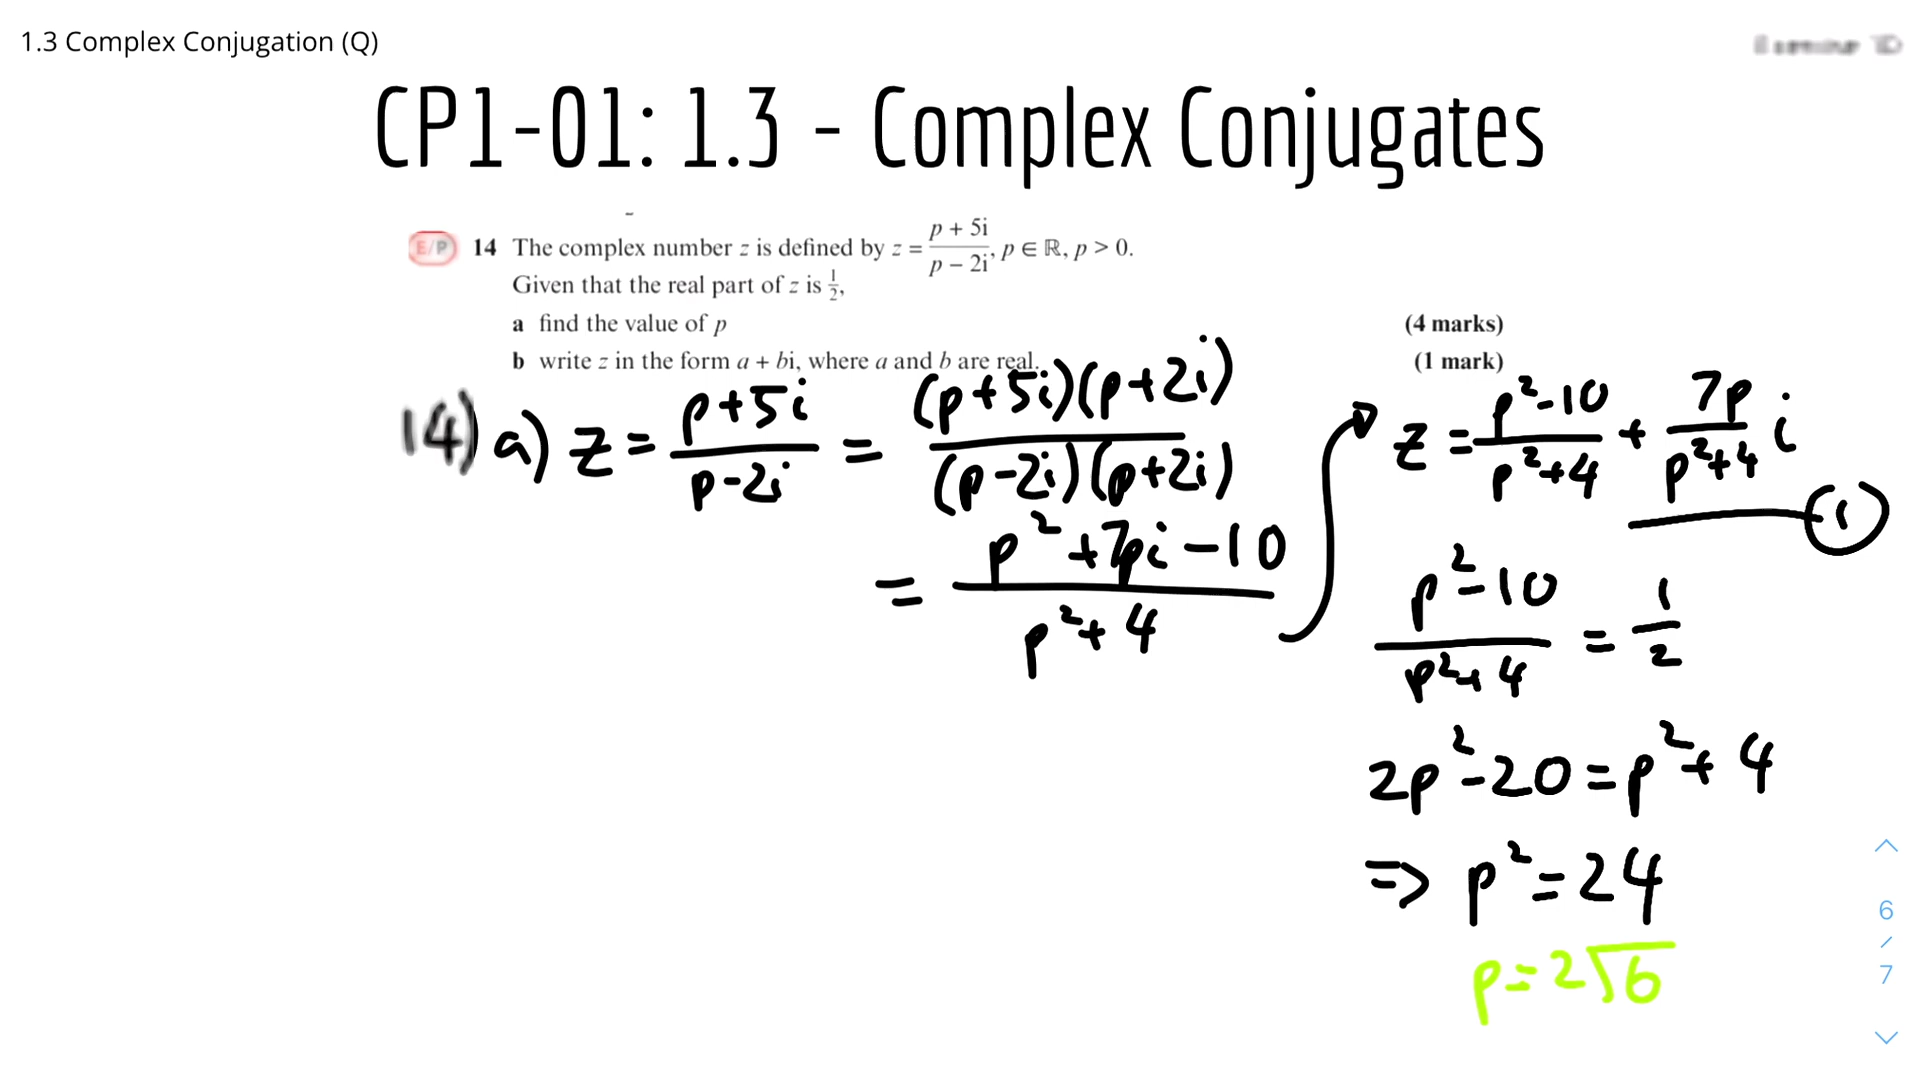 1.3 Complex Conjugation (Q)
CP1-01: 1.3 - Complex Conjugates
E/P 14 The complex number z is defined by z = (p + 5i)/(p − 2i), p ∈ ℝ, p > 0.
Given that the real part of z is 1/2,
a find the value of p (4 marks)
b write z in the form a + bi, where a and b are real. (1 mark)
14) a) z = (p+5i)/(p-2i) = ((p+5i)(p+2i))/((p-2i)(p+2i))
= (p²+7pi-10)/(p²+4)
z = (p²-10)/(p²+4) + (7p)/(p²+4) i
①
(p²-10)/(p²+4) = 1/2
2p²-20 = p²+4
=> p² = 24
p = 2√6
6
/
7